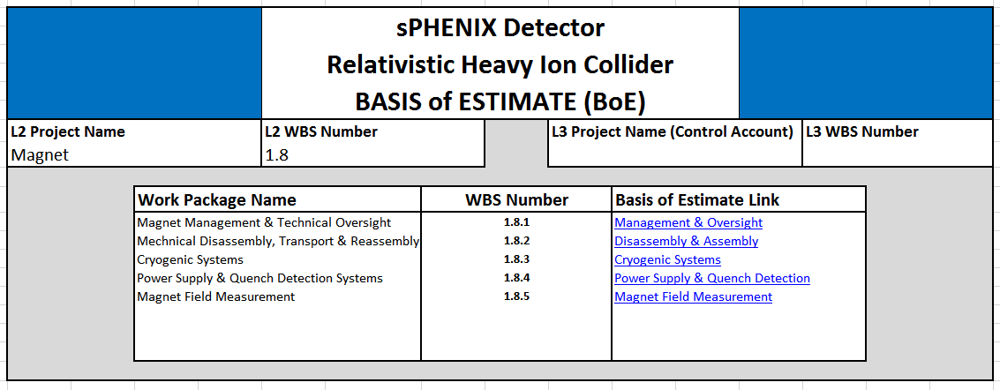 sPHENIX Detector
Relativistic Heavy Ion Collider
BASIS of ESTIMATE (BoE)
L2 Project Name L2 WBS Number L3 Project Name (Control Account) L3 WBS Number
Magnet 1.8
Work Package Name WBS Number Basis of Estimate Link
Magnet Management & Technical Oversight 1.8.1 Management & Oversight
Mechnical Disassembly, Transport & Reassembly 1.8.2 Disassembly & Assembly
Cryogenic Systems 1.8.3 Cryogenic Systems
Power Supply & Quench Detection Systems 1.8.4 Power Supply & Quench Detection
Magnet Field Measurement 1.8.5 Magnet Field Measurement